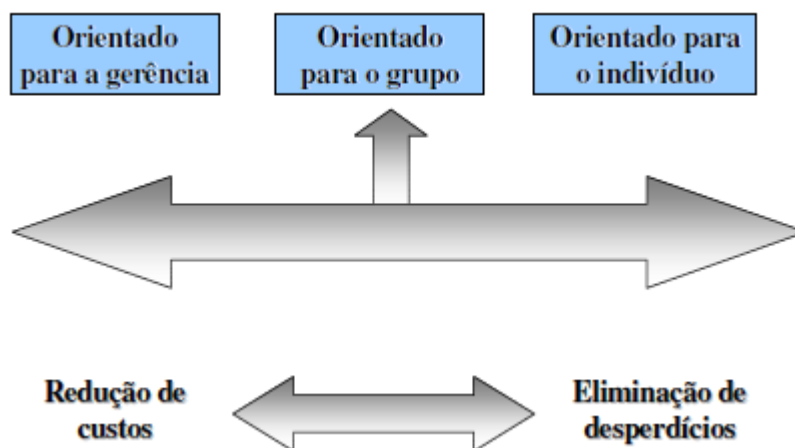 Orientado
para a gerência
Orientado
para o grupo
Orientado para
o indivíduo
Redução de
custos
Eliminação de
desperdícios